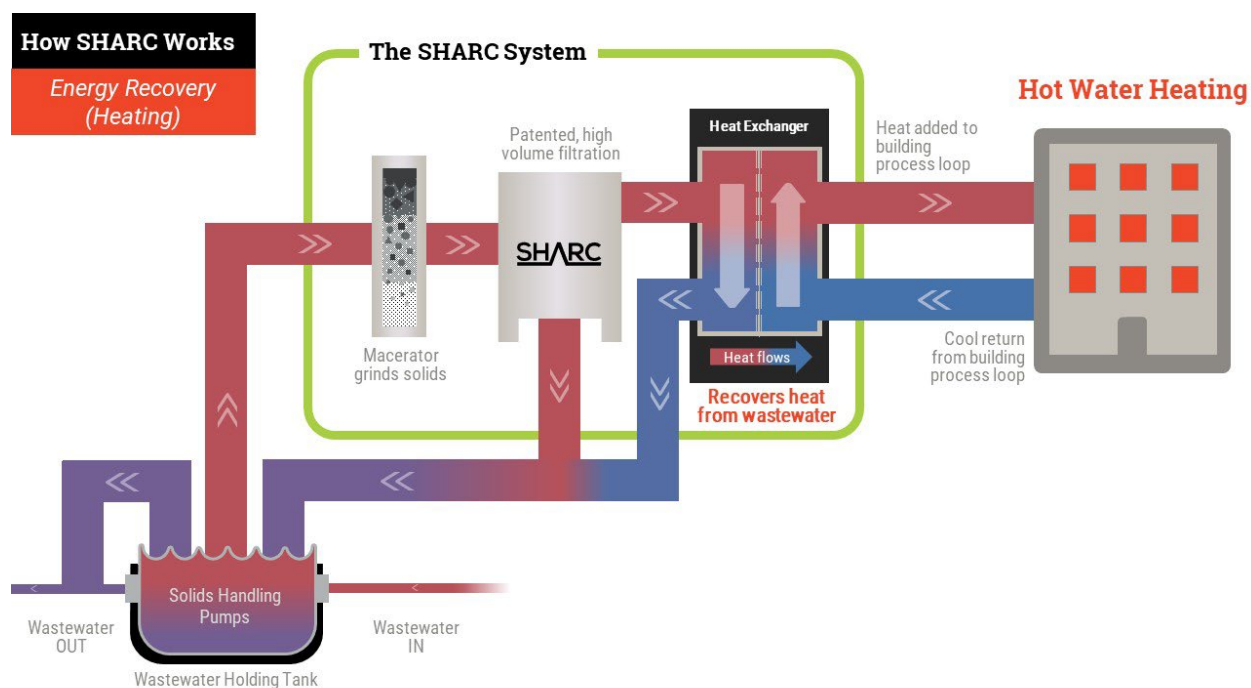 How SHARC Works
Energy Recovery
(Heating)
The SHARC System
Hot Water Heating
Patented, high
volume filtration
Heat Exchanger
Heat added to
building
process loop
SHARC
Macerator
grinds solids
Heat flows
Recovers heat
from wastewater
Cool return
from building
process loop
Solids Handling
Pumps
Wastewater
OUT
Wastewater
IN
Wastewater Holding Tank